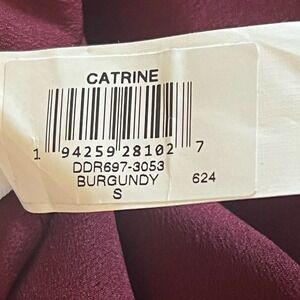 CATRINE
1 94259 28102 7
DDR697-3053
BURGUNDY 624
S